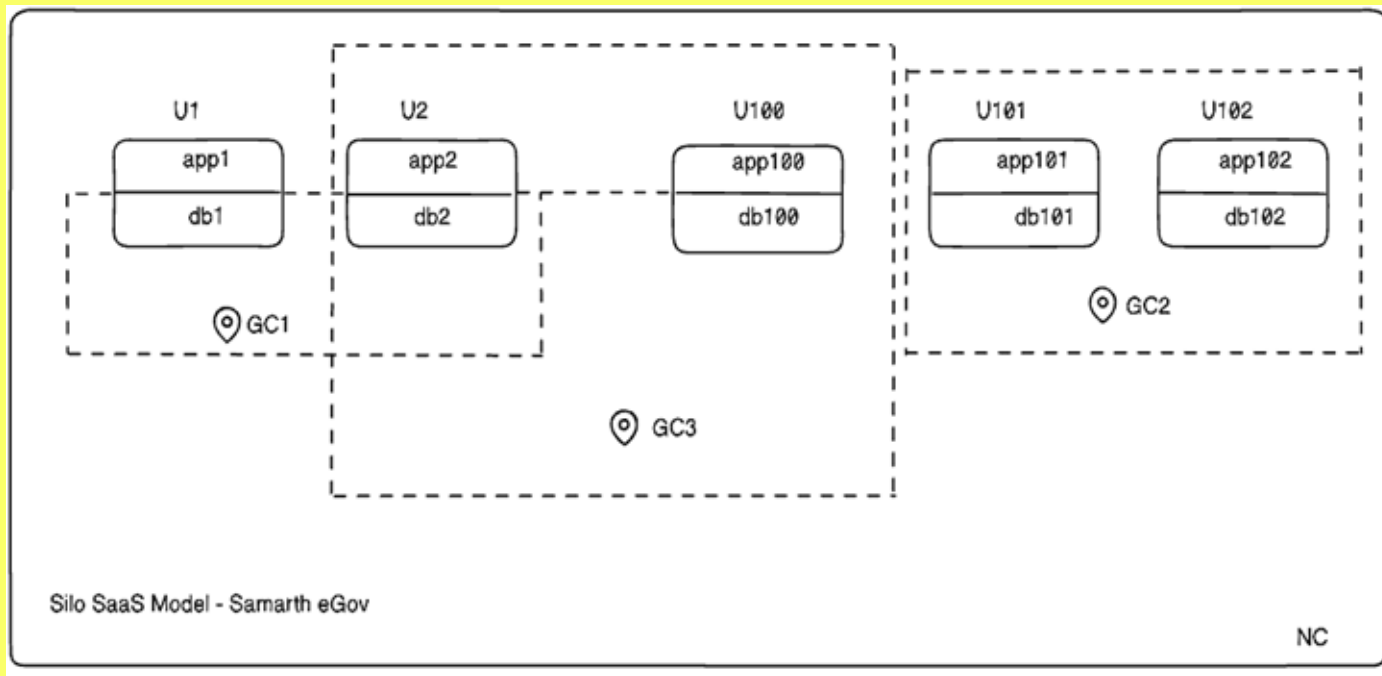 U1
U2
U100
U101
U102
app1
app2
app100
app101
app102
db1
db2
db100
db101
db102
GC1
GC2
GC3
Silo SaaS Model - Samarth eGov
NC